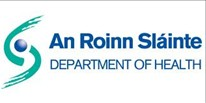 An Roinn Sláinte
DEPARTMENT OF HEALTH